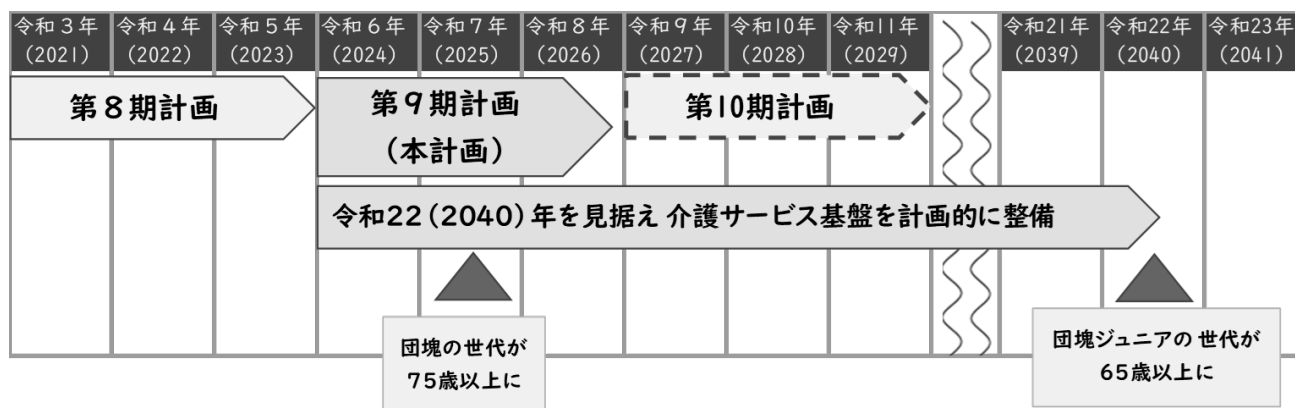 令和3年 令和4年 令和5年 令和6年 令和7年 令和8年 令和9年 令和10年 令和11年 令和21年 令和22年 令和23年
(2021) (2022) (2023) (2024) (2025) (2026) (2027) (2028) (2029) (2039) (2040) (2041)
第8期計画
第9期計画
(本計画)
第10期計画
令和22(2040)年を見据え 介護サービス基盤を計画的に整備
団塊の世代が
75歳以上に
団塊ジュニアの世代が
65歳以上に